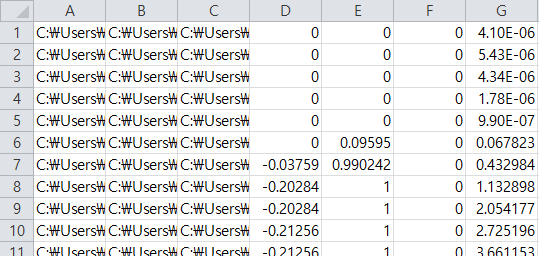 A B C D E F G
1 C:₩Users₩ C:₩Users₩ C:₩Users₩ 0 0 0 4.10E-06
2 C:₩Users₩ C:₩Users₩ C:₩Users₩ 0 0 0 5.43E-06
3 C:₩Users₩ C:₩Users₩ C:₩Users₩ 0 0 0 4.34E-06
4 C:₩Users₩ C:₩Users₩ C:₩Users₩ 0 0 0 1.78E-06
5 C:₩Users₩ C:₩Users₩ C:₩Users₩ 0 0 0 9.90E-07
6 C:₩Users₩ C:₩Users₩ C:₩Users₩ 0 0.09595 0 0.067823
7 C:₩Users₩ C:₩Users₩ C:₩Users₩ -0.03759 0.990242 0 0.432984
8 C:₩Users₩ C:₩Users₩ C:₩Users₩ -0.20284 1 0 1.132898
9 C:₩Users₩ C:₩Users₩ C:₩Users₩ -0.20284 1 0 2.054177
10 C:₩Users₩ C:₩Users₩ C:₩Users₩ -0.21256 1 0 2.725196
11 C:₩Users₩ C:₩Users₩ C:₩Users₩ -0.21256 1 0 3.661153